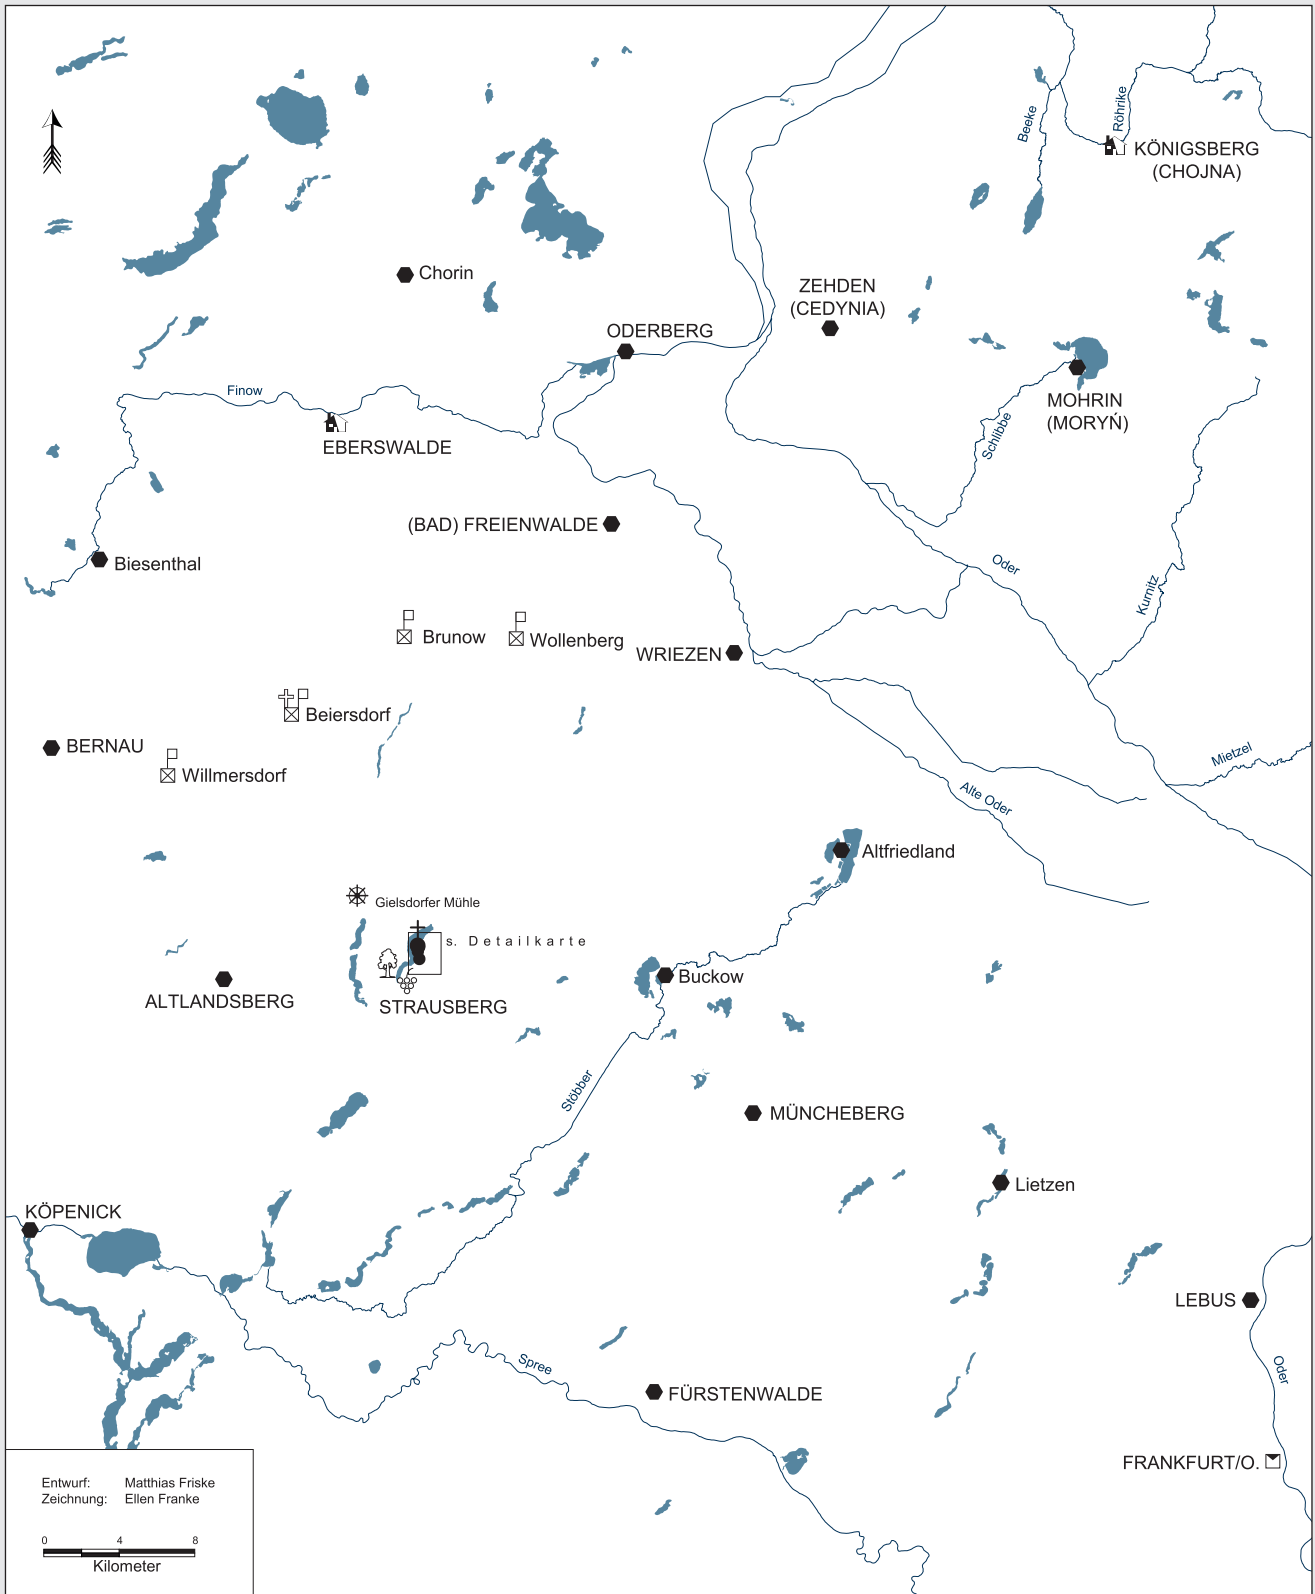 Röhrike
Beeke
KÖNIGSBERG
(CHOJNA)
Chorin
ZEHDEN
(CEDYNIA)
ODERBERG
Finow
MOHRIN
(MORYŃ)
Schlibbe
EBERSWALDE
(BAD) FREIENWALDE
Biesenthal
Oder
Kurnitz
Brunow
Wollenberg
WRIEZEN
Beiersdorf
BERNAU
Willmersdorf
Mietzel
Alte Oder
Altfriedland
Gielsdorfer Mühle
s. Detailkarte
Buckow
ALTLANDSBERG
STRAUSBERG
Stöbber
MÜNCHEBERG
Lietzen
KÖPENICK
LEBUS
Spree
Oder
FÜRSTENWALDE
FRANKFURT/O.
Entwurf: Matthias Friske
Zeichnung: Ellen Franke
0 4 8
Kilometer